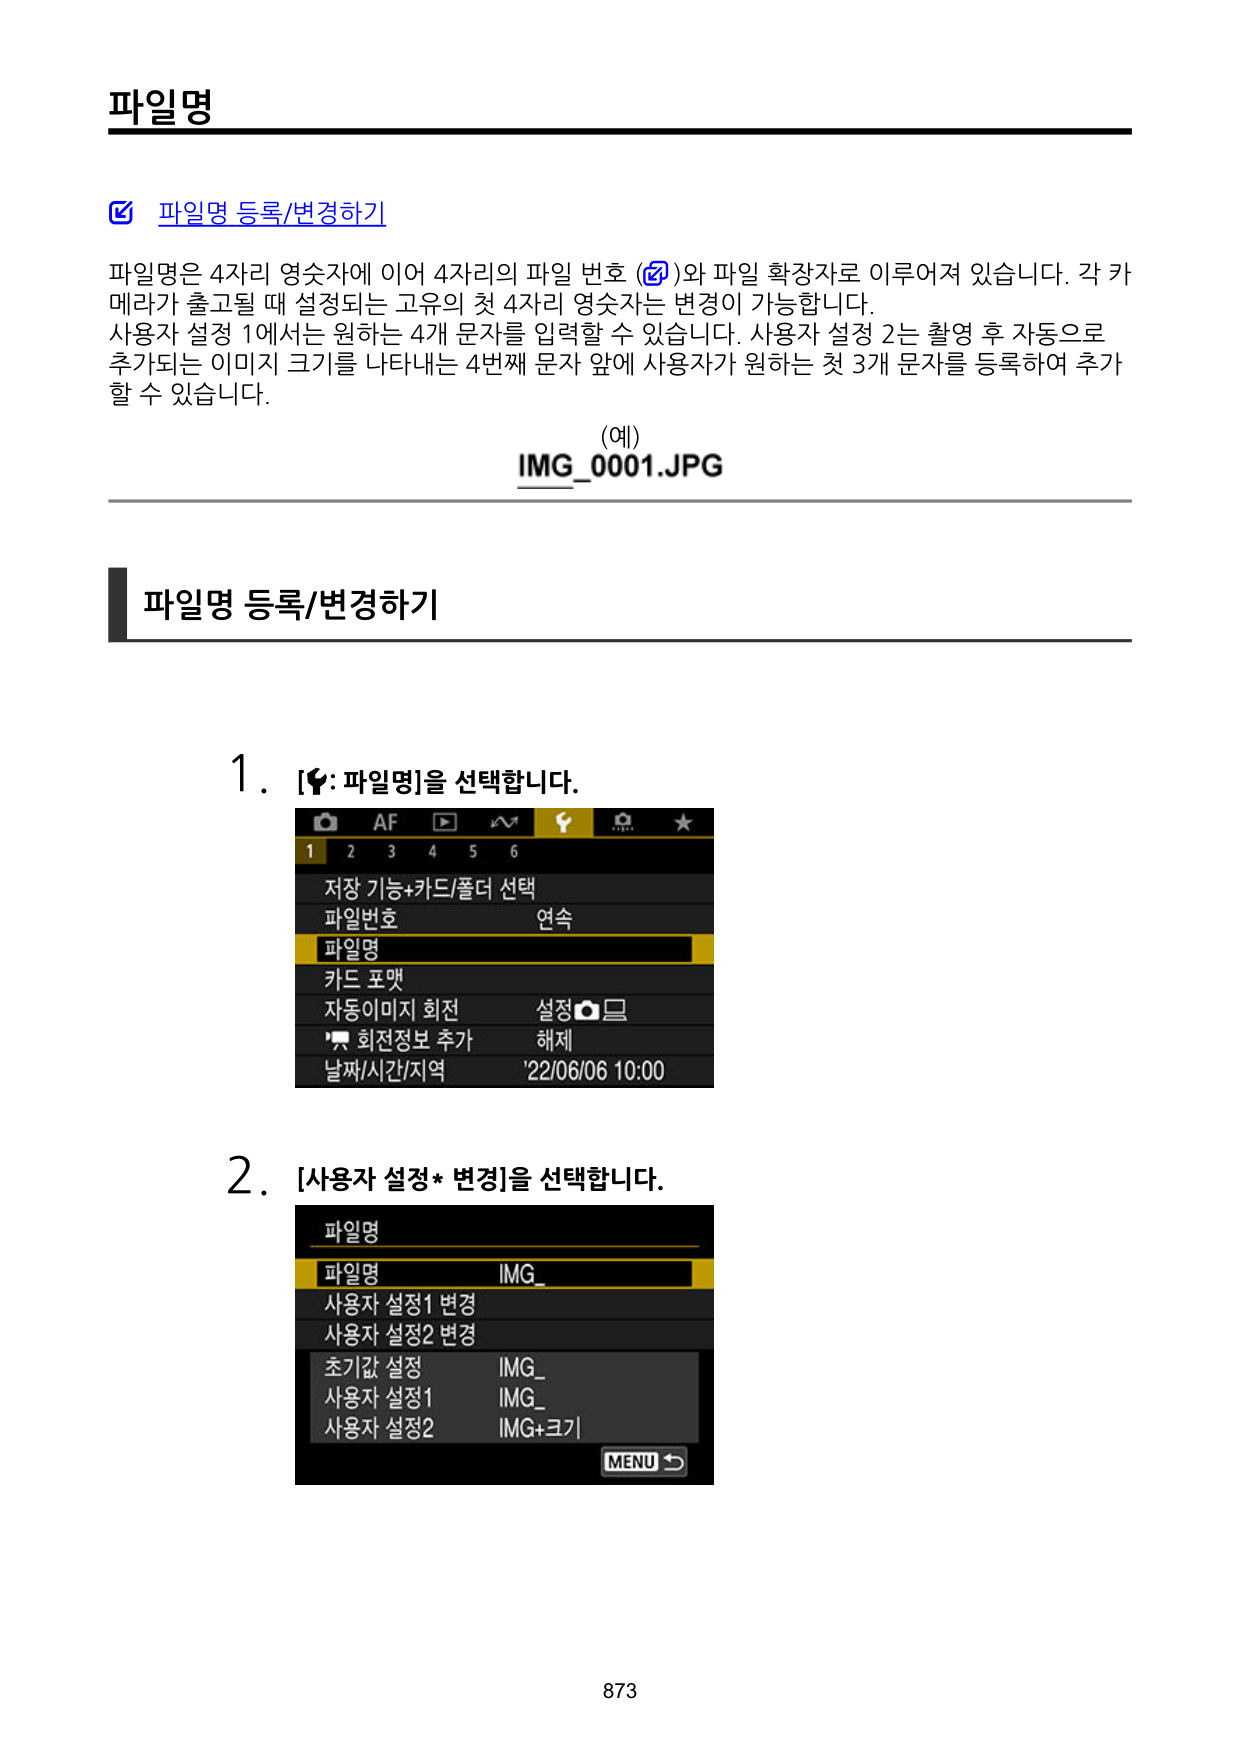 파일명
파일명 등록/변경하기
파일명은 4자리 영숫자에 이어 4자리의 파일 번호 ( )와 파일 확장자로 이루어져 있습니다. 각 카
메라가 출고될 때 설정되는 고유의 첫 4자리 영숫자는 변경이 가능합니다.
사용자 설정 1에서는 원하는 4개 문자를 입력할 수 있습니다. 사용자 설정 2는 촬영 후 자동으로
추가되는 이미지 크기를 나타내는 4번째 문자 앞에 사용자가 원하는 첫 3개 문자를 등록하여 추가
할 수 있습니다.
(예)
IMG_0001.JPG
파일명 등록/변경하기
1. [ : 파일명]을 선택합니다.
AF
1 2 3 4 5 6
저장 기능+카드/폴더 선택
파일번호 연속
파일명
카드 포맷
자동이미지 회전 설정
회전정보 추가 해제
날짜/시간/지역 '22/06/06 10:00
2. [사용자 설정* 변경]을 선택합니다.
파일명
파일명 IMG_
사용자 설정1 변경
사용자 설정2 변경
초기값 설정 IMG_
사용자 설정1 IMG_
사용자 설정2 IMG+크기
MENU
873